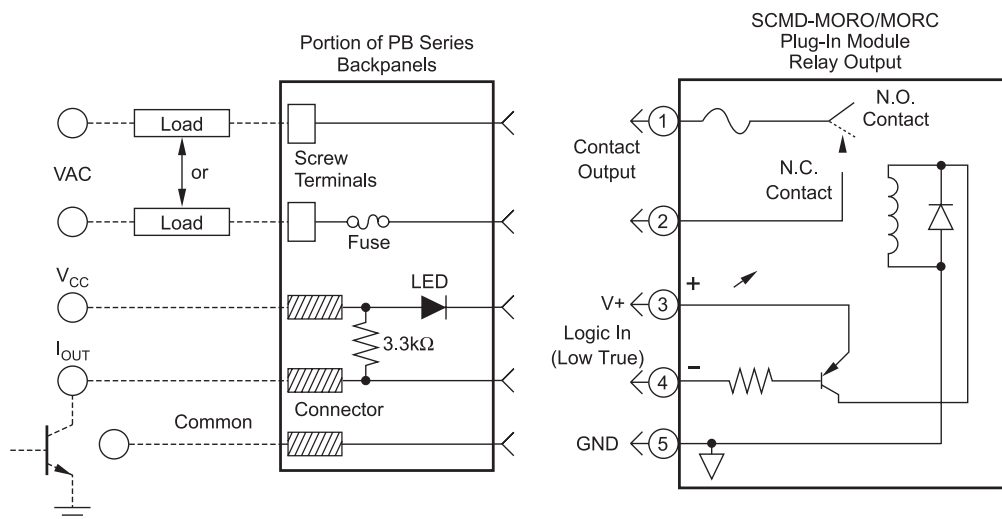 Portion of PB Series
Backpanels
Load
VAC
or
Load
Screw
Terminals
Fuse
VCC
LED
3.3kΩ
IOUT
Connector
Common
SCMD-MORO/MORC
Plug-In Module
Relay Output
1
Contact
Output
N.O.
Contact
N.C.
Contact
2
+
V+
3
Logic In
(Low True)
−
4
GND
5